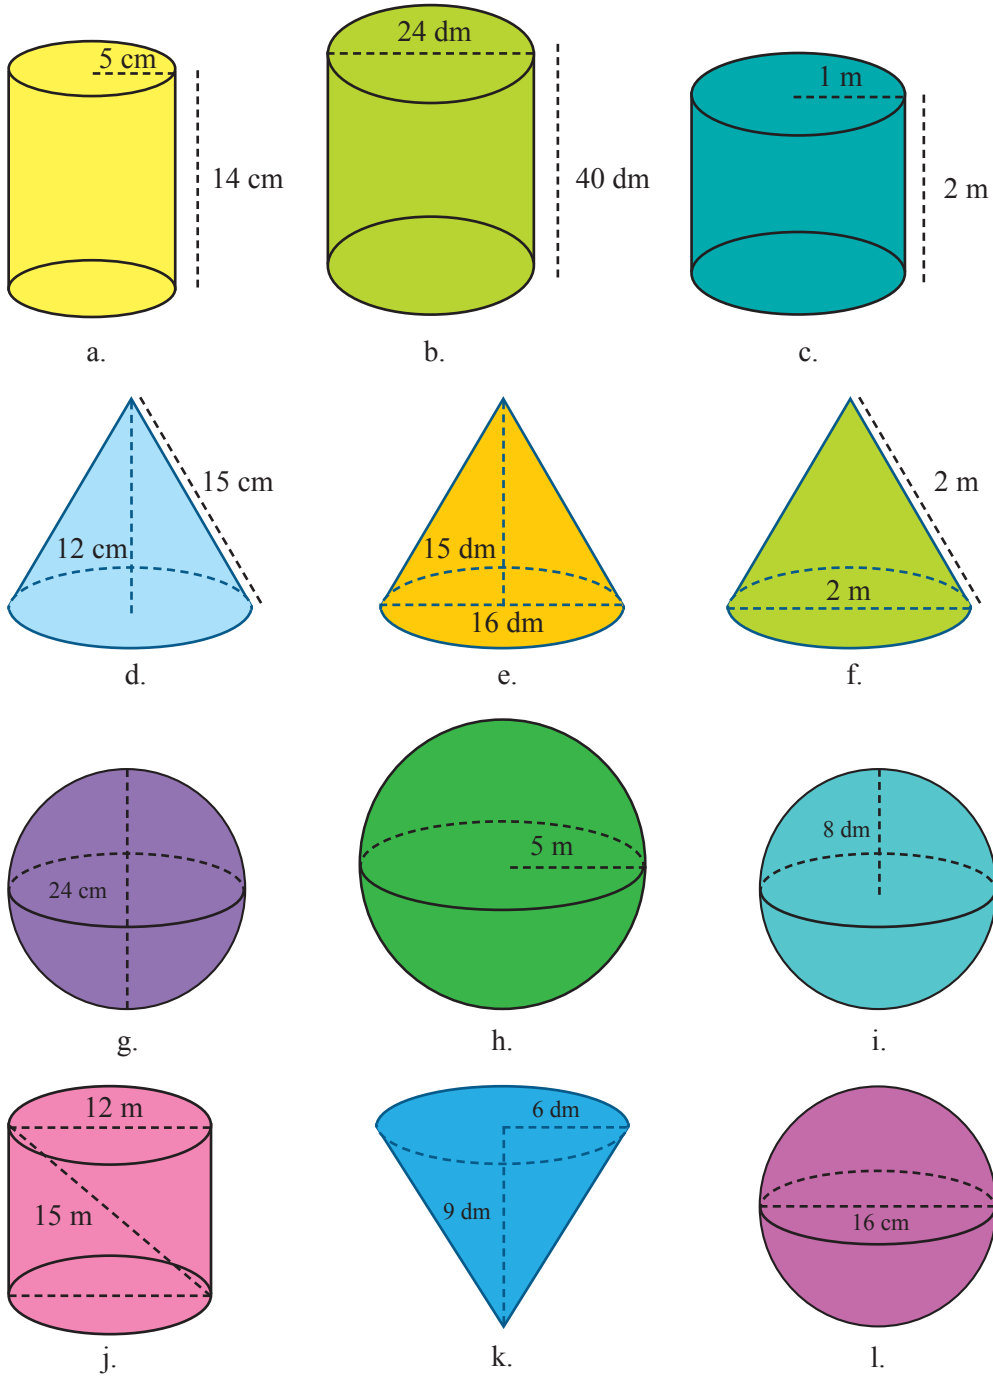 5 cm
14 cm
a.
24 dm
40 dm
b.
1 m
2 m
c.
12 cm
15 cm
d.
15 dm
16 dm
e.
2 m
2 m
f.
24 cm
g.
5 m
h.
8 dm
i.
12 m
15 m
j.
6 dm
9 dm
k.
16 cm
l.